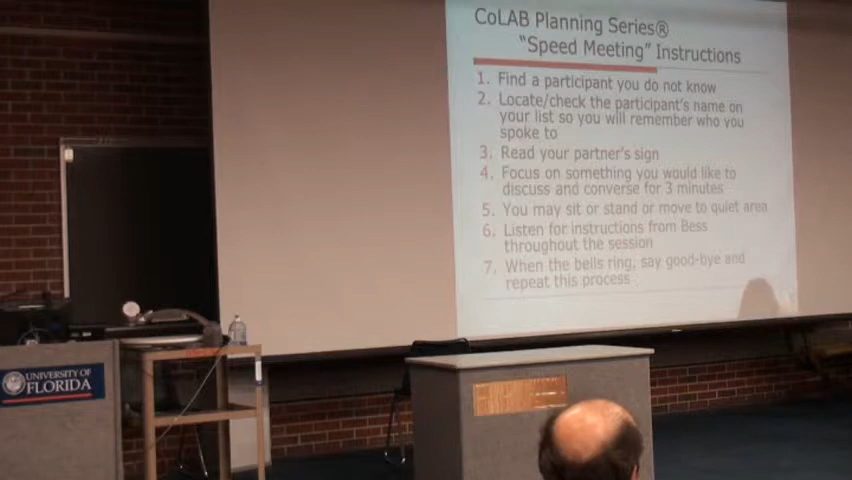 CoLAB Planning Series®
"Speed Meeting" Instructions
1. Find a participant you do not know
2. Locate/check the participant's name on
your list so you will remember who you
spoke to
3. Read your partner's sign
4. Focus on something you would like to
discuss and converse for 3 minutes
5. You may sit or stand or move to quiet area
6. Listen for instructions from Bess
throughout the session
7. When the bells ring, say good-bye and
repeat this process
UNIVERSITY OF
FLORIDA